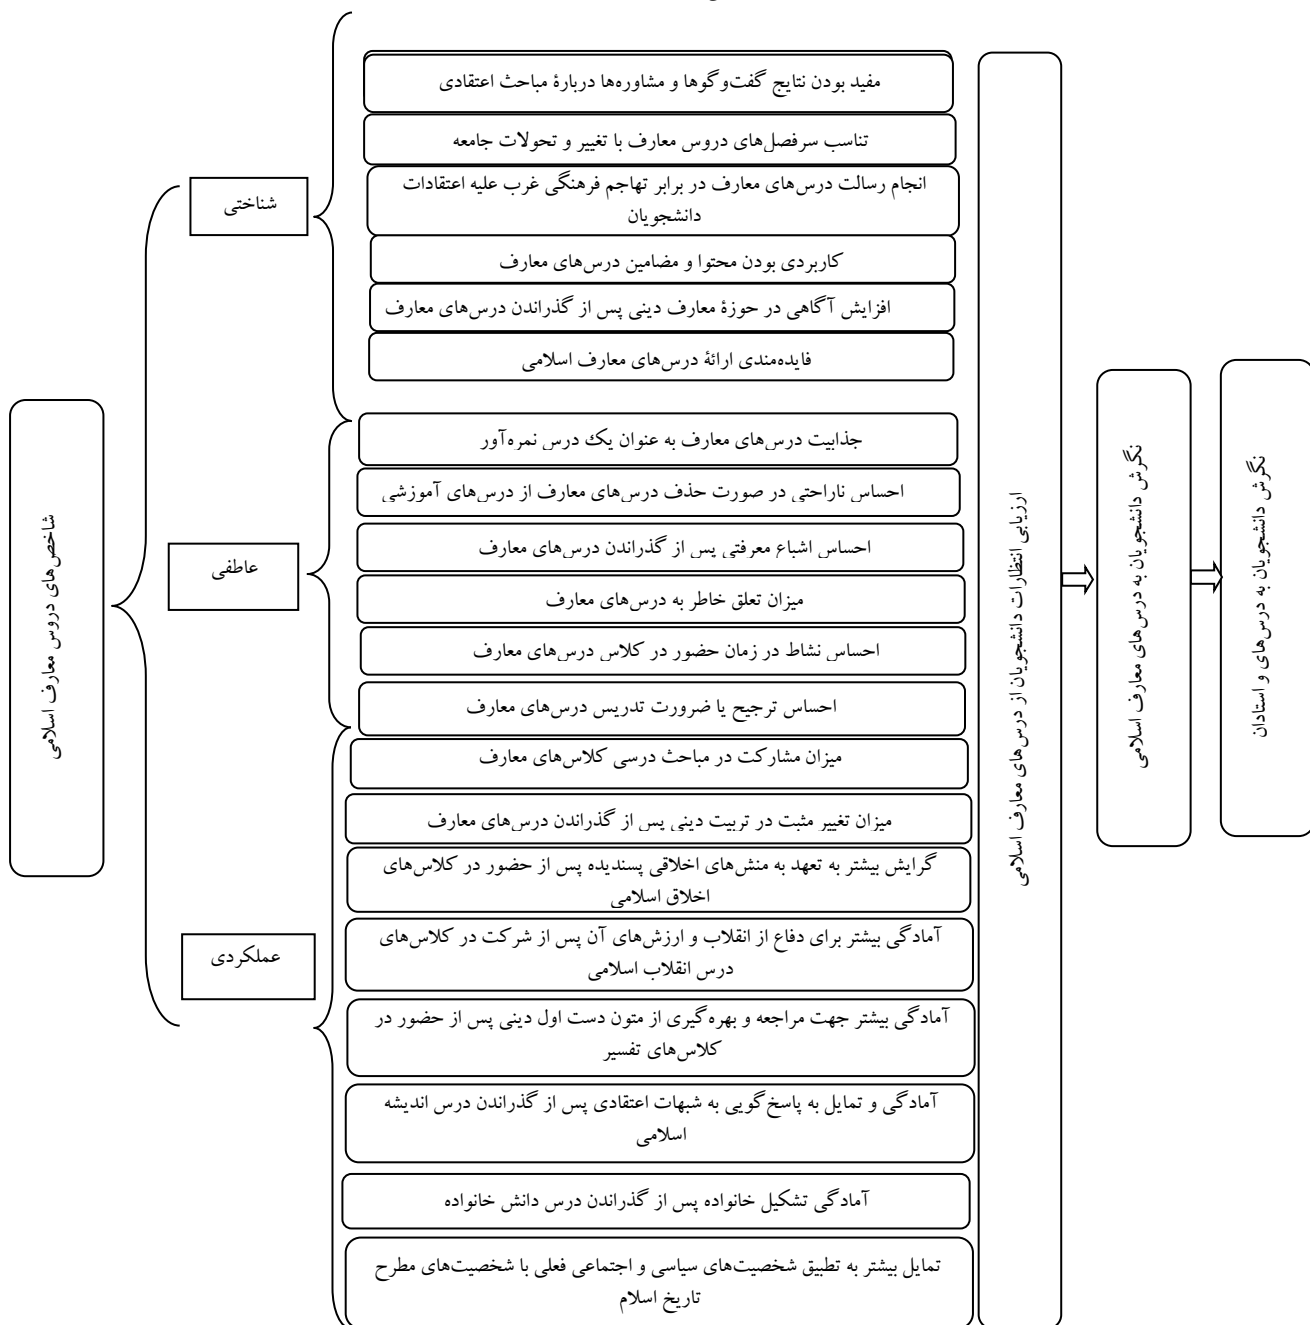 مفید بودن نتایج گفت‌وگوها و مشاوره‌ها دربارهٔ مباحث اعتقادی
تناسب سرفصل‌های دروس معارف با تغییر و تحولات جامعه
انجام رسالت درس‌های معارف در برابر تهاجم فرهنگی غرب علیه اعتقادات
دانشجویان
کاربردی بودن محتوا و مضامین درس‌های معارف
افزایش آگاهی در حوزهٔ معارف دینی پس از گذراندن درس‌های معارف
فایده‌مندی ارائهٔ درس‌های معارف اسلامی
شناختی
جذابیت درس‌های معارف به عنوان یک درس نمره‌آور
احساس ناراحتی در صورت حذف درس‌های معارف از درس‌های آموزشی
احساس اشباع معرفتی پس از گذراندن درس‌های معارف
میزان تعلق خاطر به درس‌های معارف
احساس نشاط در زمان حضور در کلاس درس‌های معارف
احساس ترجیح یا ضرورت تدریس درس‌های معارف
عاطفی
میزان مشارکت در مباحث درسی کلاس‌های معارف
میزان تغییر مثبت در تربیت دینی پس از گذراندن درس‌های معارف
گرایش بیشتر به تعهد به منش‌های اخلاقی پسندیده پس از حضور در کلاس‌های
اخلاق اسلامی
آمادگی بیشتر برای دفاع از انقلاب و ارزش‌های آن پس از شرکت در کلاس‌های
درس انقلاب اسلامی
آمادگی بیشتر جهت مراجعه و بهره‌گیری از متون دست اول دینی پس از حضور در
کلاس‌های تفسیر
آمادگی و تمایل به پاسخ‌گویی به شبهات اعتقادی پس از گذراندن درس اندیشه
اسلامی
آمادگی تشکیل خانواده پس از گذراندن درس دانش خانواده
تمایل بیشتر به تطبیق شخصیت‌های سیاسی و اجتماعی فعلی با شخصیت‌های مطرح
تاریخ اسلام
عملکردی
شاخص‌های دروس معارف اسلامی
ارزیابی انتظارات دانشجویان از درس‌های معارف اسلامی
نگرش دانشجویان به درس‌های معارف اسلامی
نگرش دانشجویان به درس‌های و استادان